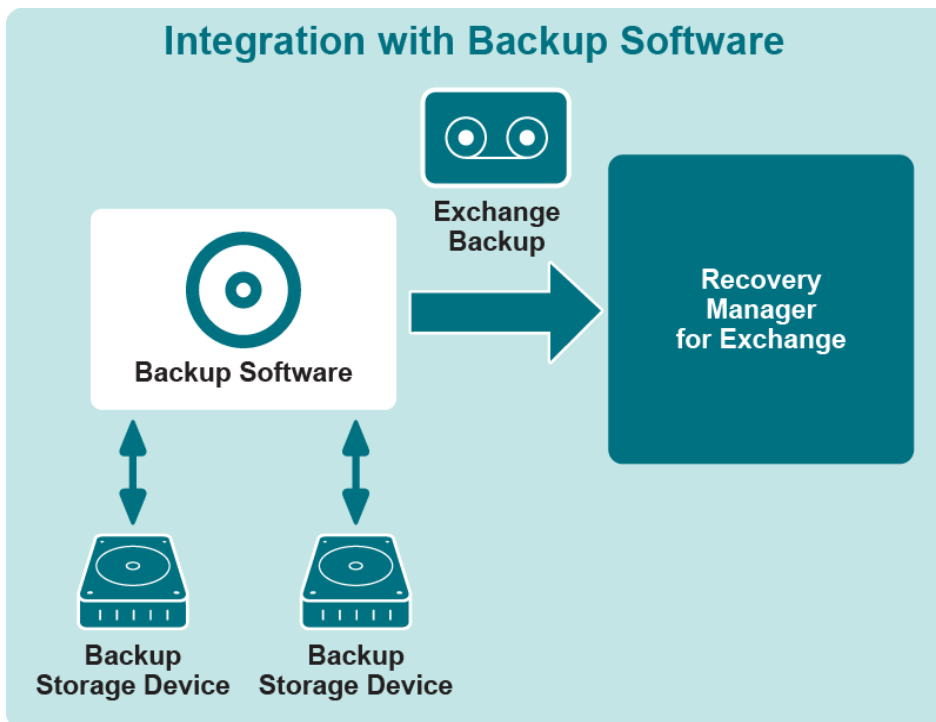 Integration with Backup Software
Exchange
Backup
Backup Software
Recovery
Manager
for Exchange
Backup
Storage Device
Backup
Storage Device